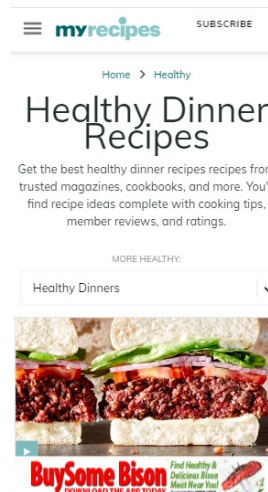 myrecipes
SUBSCRIBE
Home > Healthy
Healthy Dinner
Recipes
Get the best healthy dinner recipes recipes from
trusted magazines, cookbooks, and more. You'
find recipe ideas complete with cooking tips,
member reviews, and ratings.
MORE HEALTHY:
Healthy Dinners
BuySome Bison
DOWNLOAD THE APP TODAY
Find Healthy &
Delicious Bison
Meat Near You!